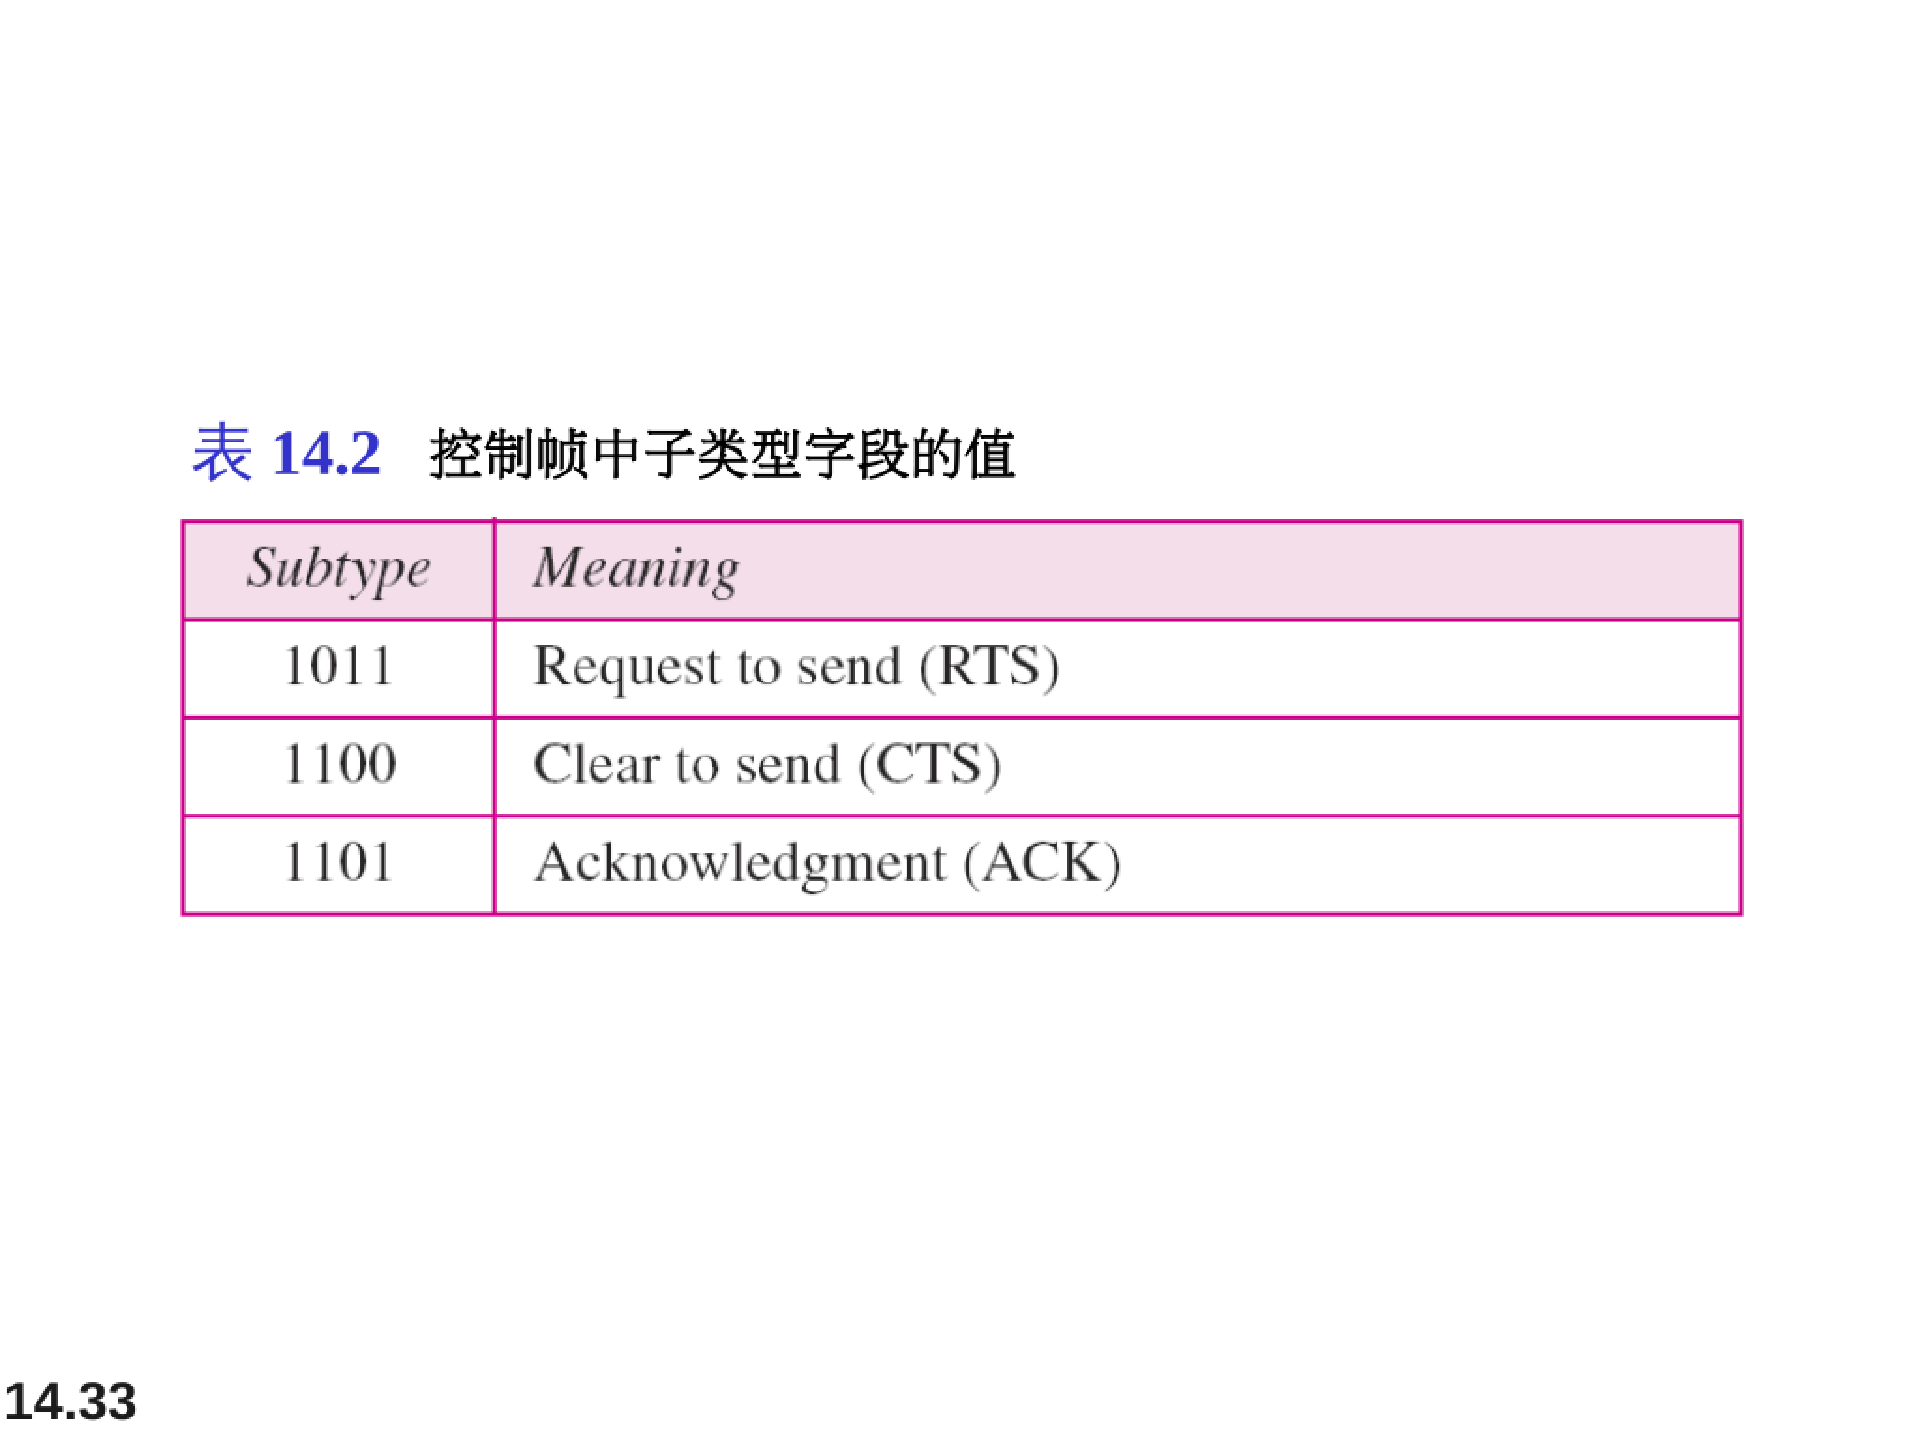 表 14.2 控制帧中子类型字段的值
Subtype Meaning
1011 Request to send (RTS)
1100 Clear to send (CTS)
1101 Acknowledgment (ACK)
14.33